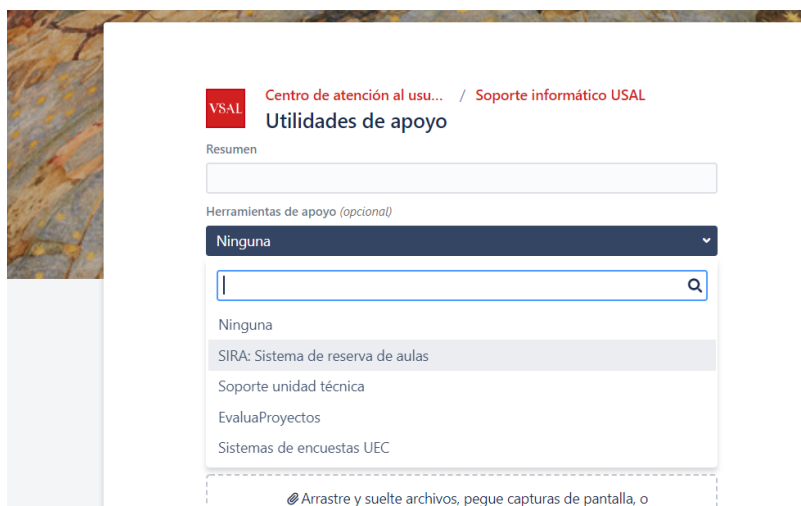 VSAL
Centro de atención al usu... / Soporte informático USAL
Utilidades de apoyo
Resumen
Herramientas de apoyo (opcional)
Ninguna
Ninguna
SIRA: Sistema de reserva de aulas
Soporte unidad técnica
EvaluaProyectos
Sistemas de encuestas UEC
Arrastre y suelte archivos, pegue capturas de pantalla, o